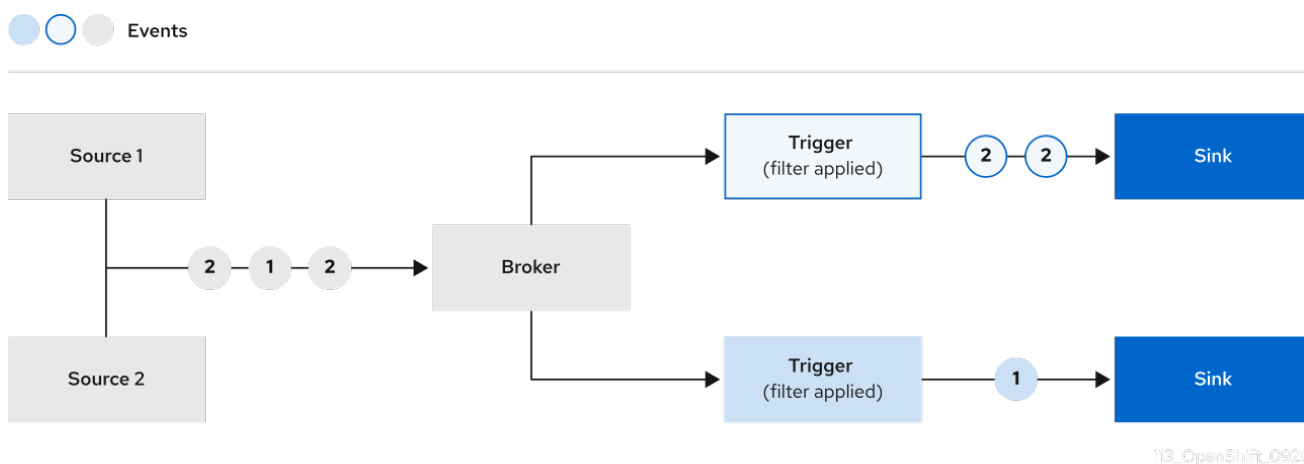 Events
Source 1
Trigger
(filter applied)
2
2
Sink
2
1
2
Broker
Source 2
Trigger
(filter applied)
1
Sink
113_OpenShift_092